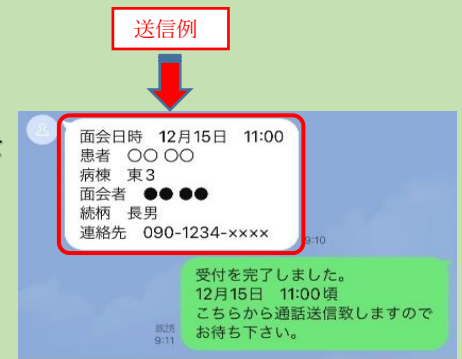 送信例
面会日時 12月15日 11:00
患者 〇〇 〇〇
病棟 東3
面会者 ●● ●●
続柄 長男
連絡先 090-1234-××××
9:10
受付を完了しました。
12月15日 11:00頃
こちらから通話送信致しますので
お待ち下さい。
既読
9:11